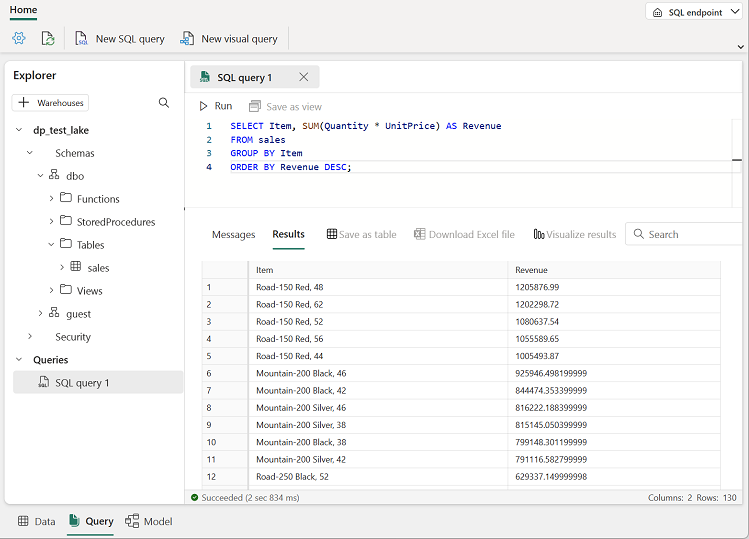 Home
SQL endpoint
New SQL query
New visual query
Explorer
Warehouses
dp_test_lake
Schemas
dbo
Functions
StoredProcedures
Tables
sales
Views
guest
Security
Queries
SQL query 1
SQL query 1
Run
Save as view
1 SELECT Item, SUM(Quantity * UnitPrice) AS Revenue
2 FROM sales
3 GROUP BY Item
4 ORDER BY Revenue DESC;
Messages Results Save as table Download Excel file Visualize results Search
Item Revenue
1 Road-150 Red, 48 1205876.99
2 Road-150 Red, 62 1202298.72
3 Road-150 Red, 52 1080637.54
4 Road-150 Red, 56 1055589.65
5 Road-150 Red, 44 1005493.87
6 Mountain-200 Black, 46 925946.498199999
7 Mountain-200 Black, 42 844474.353399999
8 Mountain-200 Silver, 46 816222.188399999
9 Mountain-200 Silver, 38 815145.050399999
10 Mountain-200 Black, 38 799148.301199999
11 Mountain-200 Silver, 42 791116.582799999
12 Road-250 Black, 52 629337.149999998
Succeeded (2 sec 834 ms) Columns: 2 Rows: 130
Data Query Model